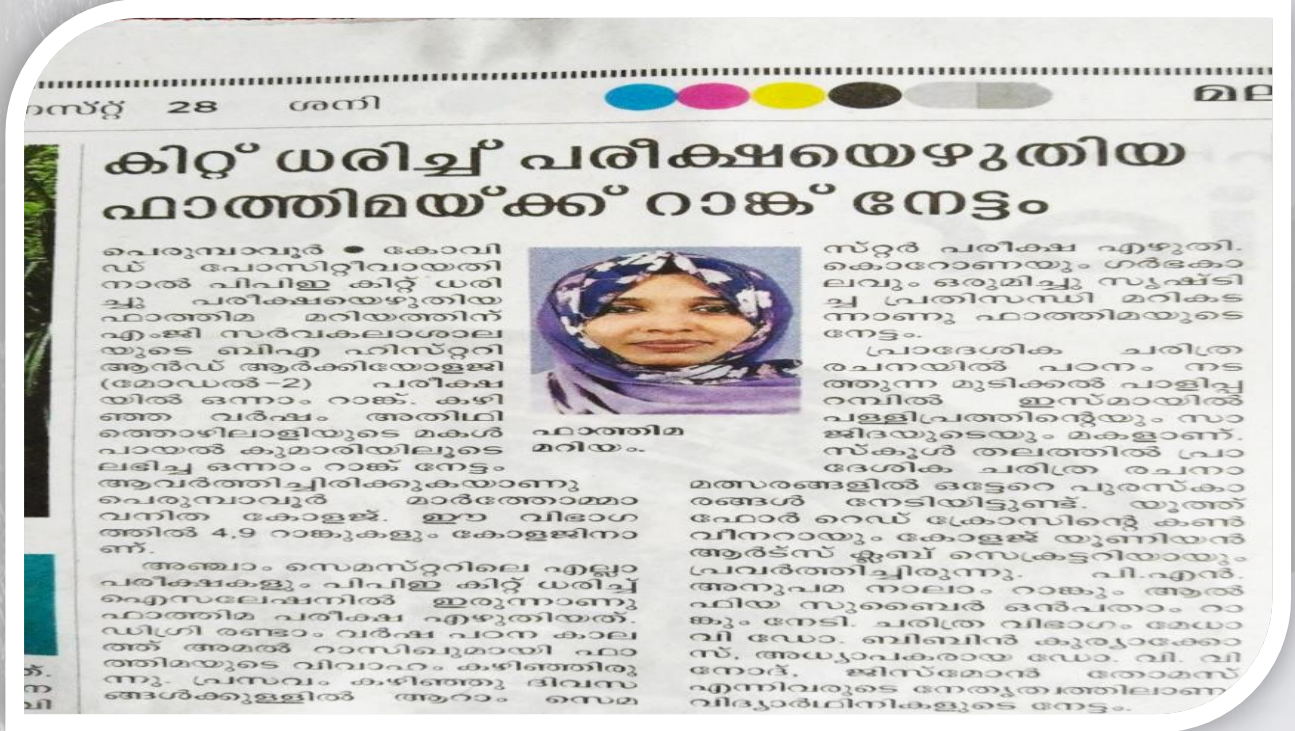 ഗസ്റ്റ് 28 ശനി
കിറ്റ് ധരിച്ച് പരീക്ഷയെഴുതിയ
ഫാത്തിമയ്ക്ക് റാങ്ക് നേട്ടം
പെരുമ്പാവൂർ ● കോവി
ഡ് പോസിറ്റീവായതി
നാൽ പിപിഇ കിറ്റ് ധരി
ച്ചു പരീക്ഷയെഴുതിയ
ഫാത്തിമ മറിയത്തിന്
എംജി സർവകലാശാല
യുടെ ബിഎ ഹിസ്റ്ററി
ആൻഡ് ആർക്കിയോളജി
(മോഡൽ-2) പരീക്ഷ
യിൽ ഒന്നാം റാങ്ക്. കഴി
ഞ്ഞ വർഷം അതിഥി
ത്തൊഴിലാളിയുടെ മകൾ
പായൽ കുമാരിയിലൂടെ
ലഭിച്ച ഒന്നാം റാങ്ക് നേട്ടം
ആവർത്തിച്ചിരിക്കുകയാണു
പെരുമ്പാവൂർ മാർത്തോമ്മാ
വനിത കോളജ്. ഈ വിഭാഗ
ത്തിൽ 4,9 റാങ്കുകളും കോളജിനാ
ണ്.
അഞ്ചാം സെമസ്റ്ററിലെ എല്ലാ
പരീക്ഷകളും പിപിഇ കിറ്റ് ധരിച്ച്
ഐസലേഷനിൽ ഇരുന്നാണു
ഫാത്തിമ പരീക്ഷ എഴുതിയത്.
ഡിഗ്രി രണ്ടാം വർഷ പഠന കാല
ത്ത് അമൽ റാസിഖുമായി ഫാ
ത്തിമയുടെ വിവാഹം കഴിഞ്ഞിരു
ന്നു. പ്രസവം കഴിഞ്ഞു ദിവസ
ങ്ങൾക്കുള്ളിൽ ആറാം സെമ
ഫാത്തിമ
മറിയം.
സ്റ്റർ പരീക്ഷ എഴുതി.
കൊറോണയും ഗർഭകാ
ലവും ഒരുമിച്ചു സൃഷ്ടി
ച്ച പ്രതിസന്ധി മറികട
ന്നാണു ഫാത്തിമയുടെ
നേട്ടം.
പ്രാദേശിക ചരിത്ര
രചനയിൽ പഠനം നട
ത്തുന്ന മുടിക്കൽ പാളിപ്പ
റമ്പിൽ ഇസ്മായിൽ
പള്ളിപ്രത്തിന്റെയും സാ
ജിദയുടെയും മകളാണ്.
സ്കൂൾ തലത്തിൽ പ്രാ
ദേശിക ചരിത്ര രചനാ
മത്സരങ്ങളിൽ ഒട്ടേറെ പുരസ്കാ
രങ്ങൾ നേടിയിട്ടുണ്ട്. യൂത്ത്
ഫോർ റെഡ് ക്രോസിന്റെ കൺ
വീനറായും കോളജ് യൂണിയൻ
ആർട്സ് ക്ലബ് സെക്രട്ടറിയായും
പ്രവർത്തിച്ചിരുന്നു. പി.എൻ.
അനുപമ നാലാം റാങ്കും ആൽ
ഫിയ സുബൈർ ഒൻപതാം റാ
ങ്കും നേടി. ചരിത്ര വിഭാഗം മേധാ
വി ഡോ. ബിബിൻ കുര്യാക്കോ
സ്, അധ്യാപകരായ ഡോ. വി. വി
നോദ്, ജിസ്മോൻ തോമസ്
എന്നിവരുടെ നേതൃത്വത്തിലാണു
വിദ്യാർഥിനികളുടെ നേട്ടം.